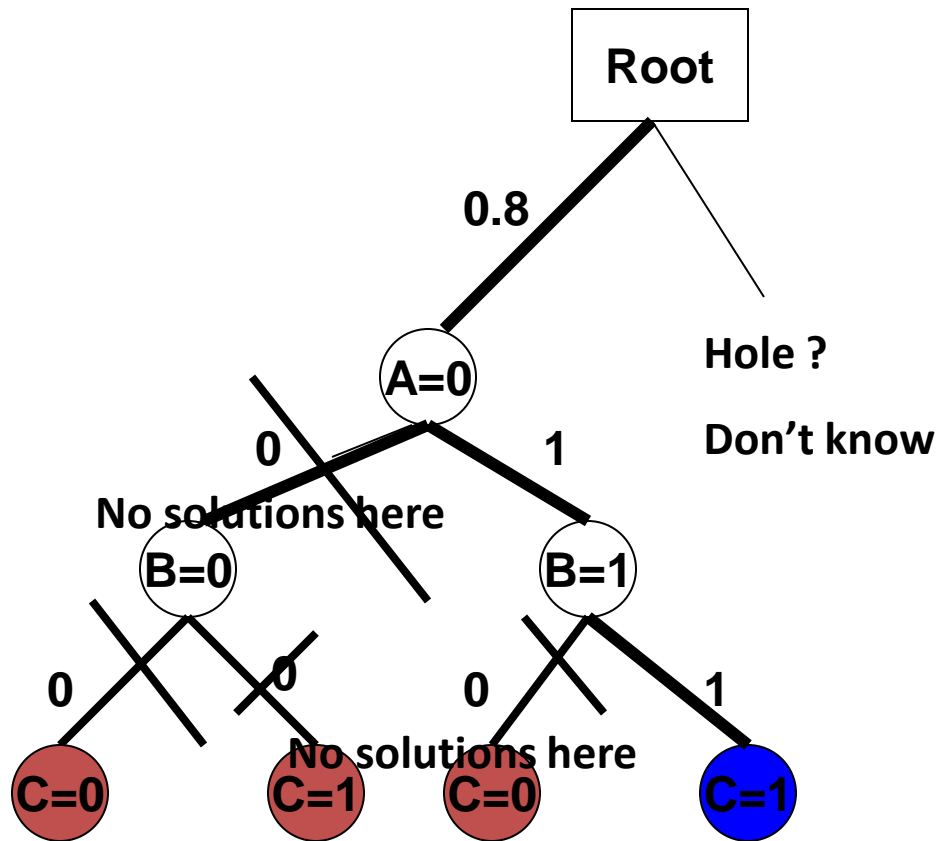 Root
0.8
Hole ?
A=0
Don’t know
0
1
No solutions here
B=0
B=1
0
0
0
1
No solutions here
C=0
C=1
C=0
C=1